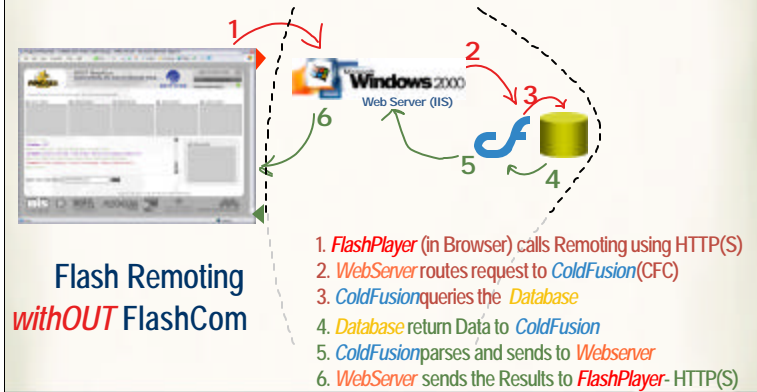 1
Microsoft
Windows 2000
Web Server (IIS)
2
3
6
5
4
Flash Remoting
withOUT FlashCom
1. FlashPlayer (in Browser) calls Remoting using HTTP(S)
2. WebServer routes request to ColdFusion(CFC)
3. ColdFusionqueries the Database
4. Database return Data to ColdFusion
5. ColdFusionparses and sends to Webserver
6. WebServer sends the Results to FlashPlayer- HTTP(S)